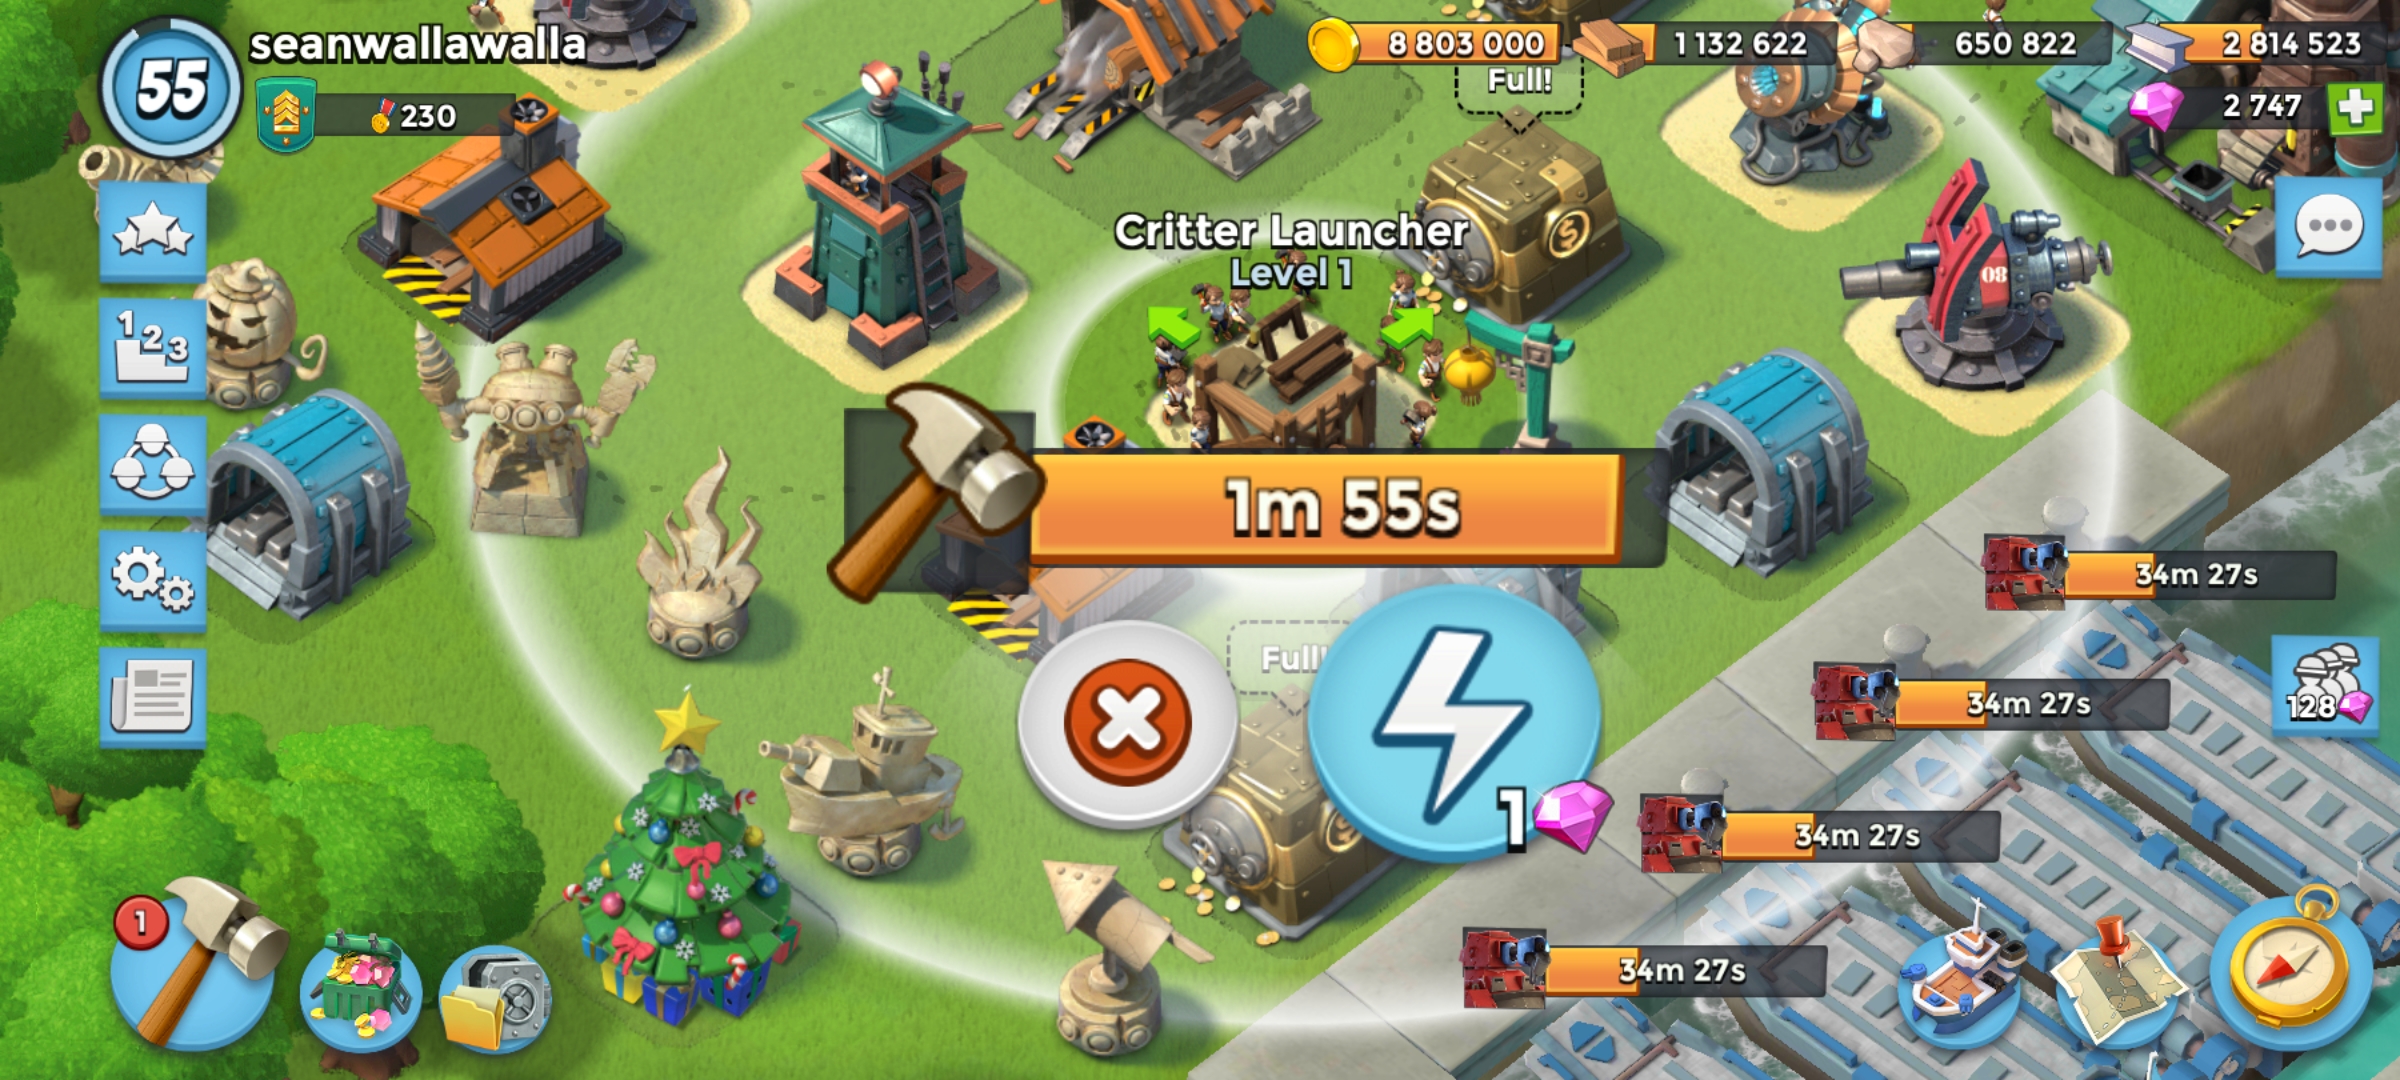 55
seanwallawalla
230
8 803 000
1 132 622
650 822
2 814 523
Full!
2 747
123
Critter Launcher
Level 1
08
1m 55s
34m 27s
Full!
34m 27s
128
1
34m 27s
1
34m 27s